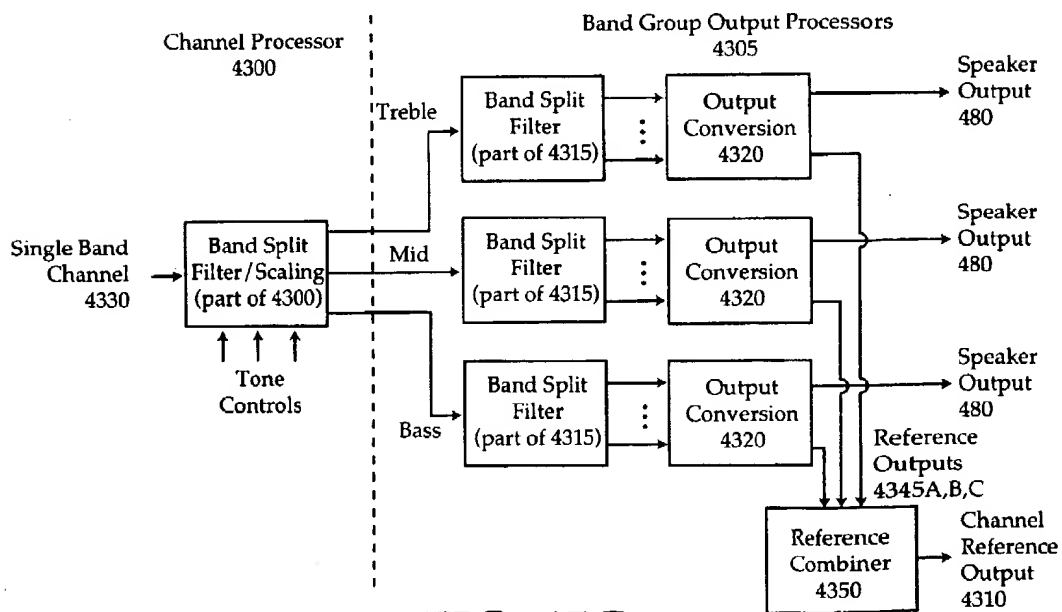 Channel Processor
4300
Band Group Output Processors
4305
Treble
Band Split
Filter
(part of 4315)
Output
Conversion
4320
Speaker
Output
480
Single Band
Channel
4330
Band Split
Filter/Scaling
(part of 4300)
Tone
Controls
Mid
Band Split
Filter
(part of 4315)
Output
Conversion
4320
Speaker
Output
480
Bass
Band Split
Filter
(part of 4315)
Output
Conversion
4320
Speaker
Output
480
Reference
Outputs
4345A,B,C
Reference
Combiner
4350
Channel
Reference
Output
4310